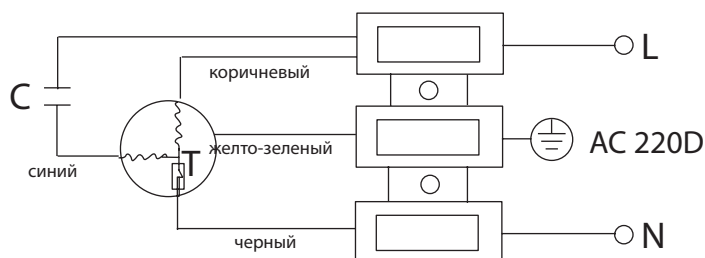 L
коричневый
C
T
желто-зеленый
AC 220D
синий
черный
N